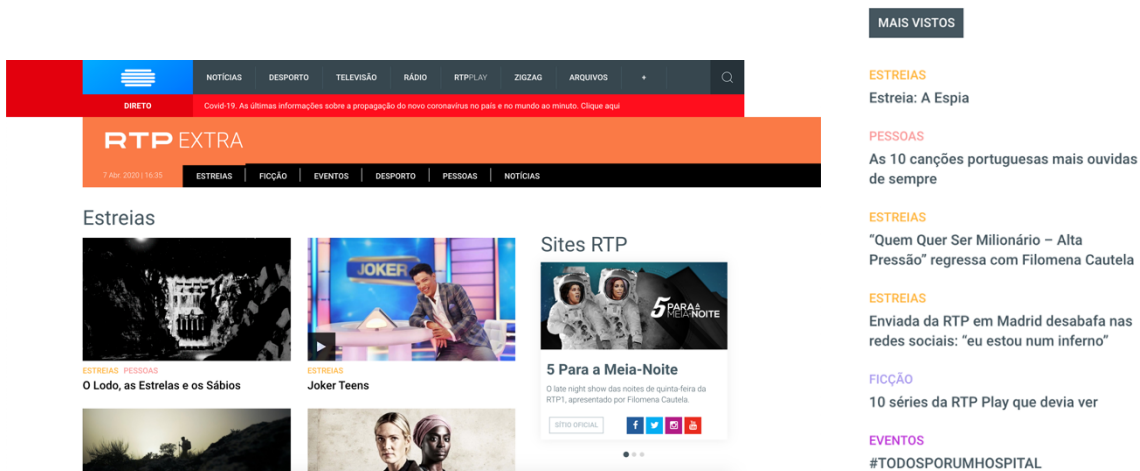 NOTÍCIAS DESPORTO TELEVISÃO RÁDIO RTPPLAY ZIGZAG ARQUIVOS +
DIRETO Covid-19. As últimas informações sobre a propagação do novo coronavírus no país e no mundo ao minuto. Clique aqui
RTP EXTRA
7 Abr, 2020 | 16:35 ESTREIAS FICÇÃO EVENTOS DESPORTO PESSOAS NOTÍCIAS
Estreias
JOKER
ESTREIAS PESSOAS
O Lodo, as Estrelas e os Sábios
ESTREIAS
Joker Teens
Sites RTP
5 PARA A
MEIA-NOITE
5 Para a Meia-Noite
O late night show das noites de quinta-feira da
RTP1, apresentado por Filomena Cautela.
SÍTIO OFICIAL
MAIS VISTOS
ESTREIAS
Estreia: A Espia
PESSOAS
As 10 canções portuguesas mais ouvidas
de sempre
ESTREIAS
“Quem Quer Ser Milionário – Alta
Pressão” regressa com Filomena Cautela
ESTREIAS
Enviada da RTP em Madrid desabafa nas
redes sociais: “eu estou num inferno”
FICÇÃO
10 séries da RTP Play que devia ver
EVENTOS
#TODOSPORUMHOSPITAL